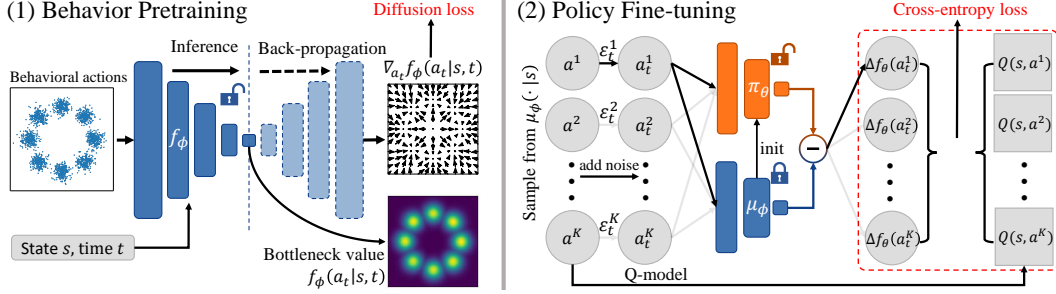 (1) Behavior Pretraining
Diffusion loss
Inference
Back-propagation
∇_{a_t} f_ϕ(a_t|s, t)
Behavioral actions
f_ϕ
State s, time t
Bottleneck value
f_ϕ(a_t|s, t)
(2) Policy Fine-tuning
Cross-entropy loss
Sample from μ_ϕ(· |s)
a^1
ε_t^1
a_t^1
a^2
ε_t^2
a_t^2
add noise
a^K
ε_t^K
a_t^K
π_θ
init
μ_ϕ
−
Δf_θ(a_t^1)
Δf_θ(a_t^2)
Δf_θ(a_t^K)
Q(s, a^1)
Q(s, a^2)
Q(s, a^K)
Q-model